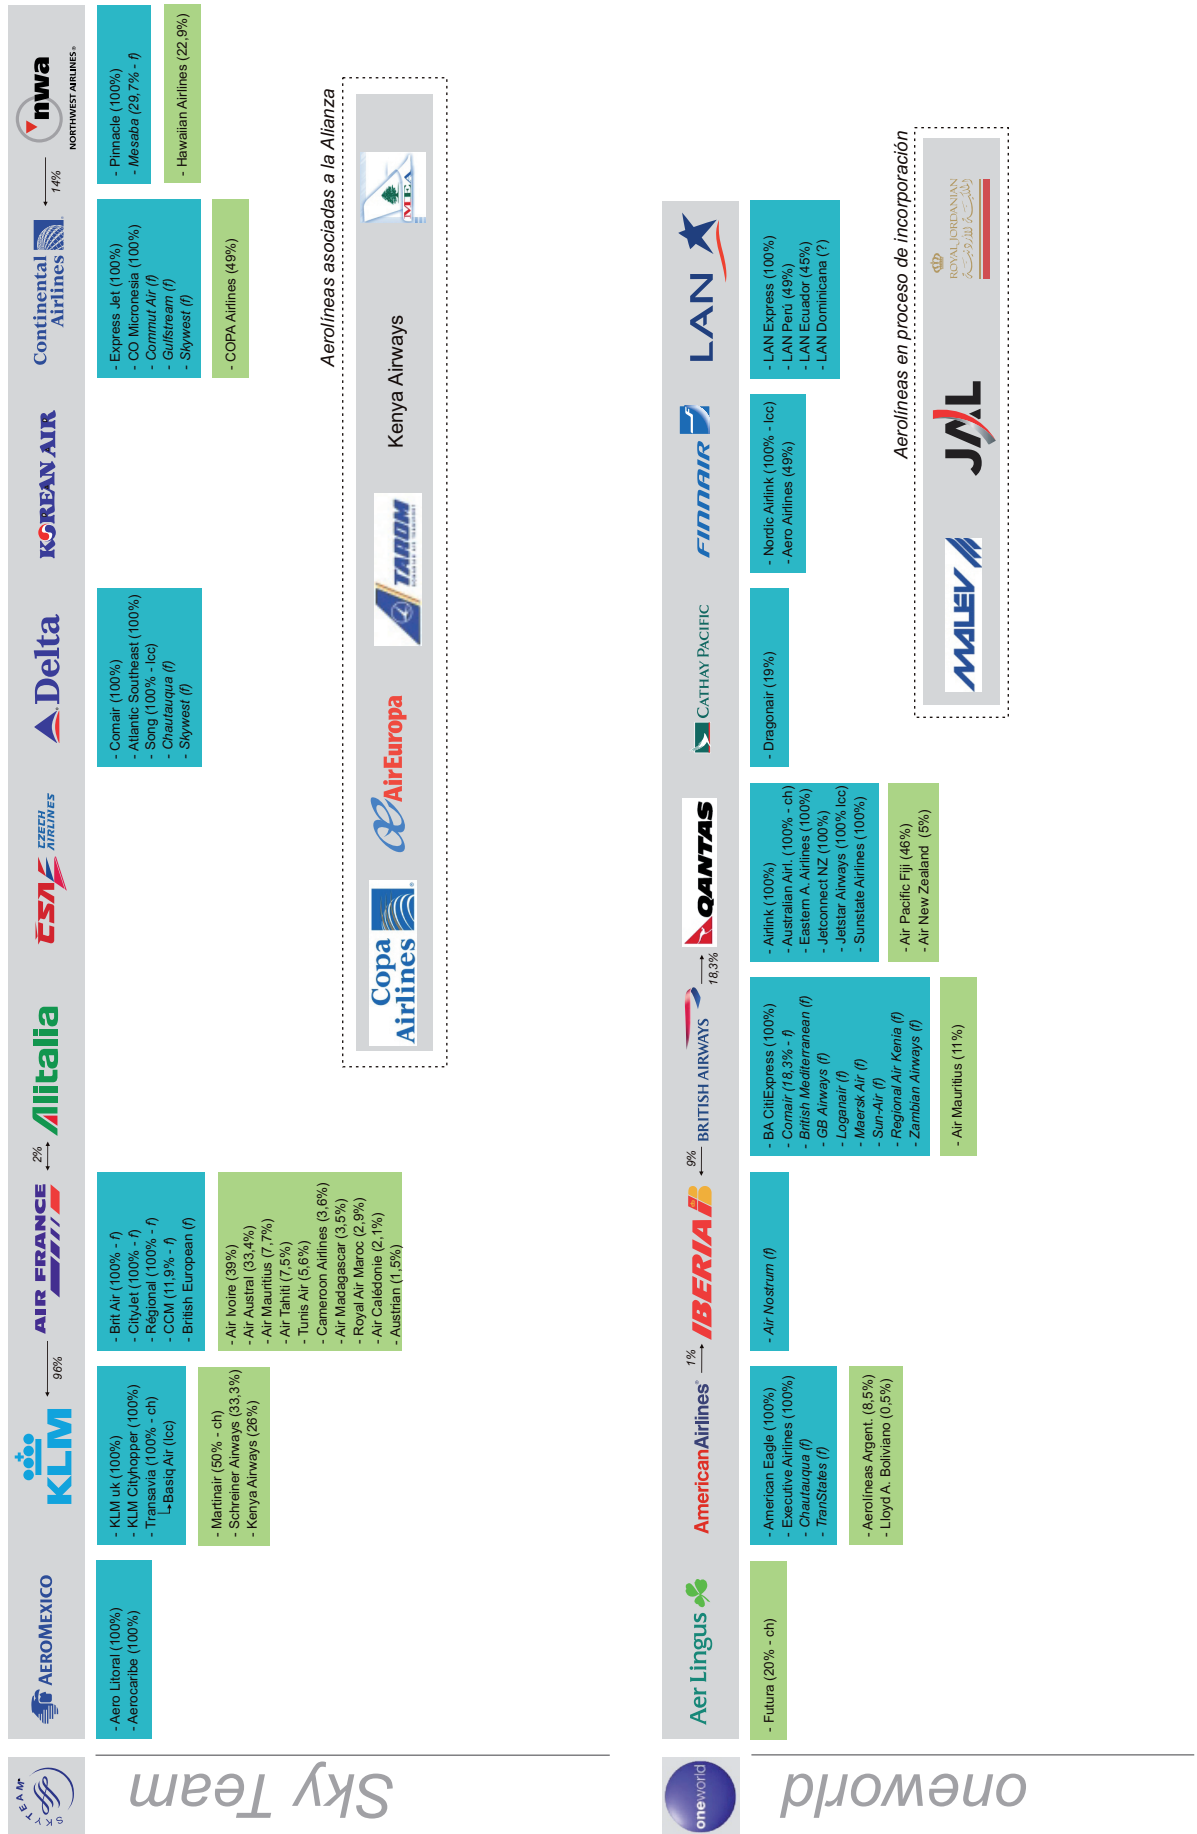 SKYTEAM
Sky Team
AEROMEXICO
- Aero Litoral (100%)
- Aerocaribe (100%)
KLM
96%
- KLM uk (100%)
- KLM Cityhopper (100%)
- Transavia (100% - ch)
Basiq Air (lcc)
- Martinair (50% - ch)
- Schreiner Airways (33,3%)
- Kenya Airways (26%)
AIR FRANCE
2%
- Brit Air (100% - f)
- CityJet (100% - f)
- Régional (100% - f)
- CCM (11,9% - f)
- British European (f)
- Air Ivoire (39%)
- Air Austral (33,4%)
- Air Mauritius (7,7%)
- Air Tahiti (7,5%)
- Tunis Air (5,6%)
- Cameroon Airlines (3,6%)
- Air Madagascar (3,5%)
- Royal Air Maroc (2,9%)
- Air Calédonie (2,1%)
- Austrian (1,5%)
Alitalia
CSA CZECH
AIRLINES
Delta
- Comair (100%)
- Atlantic Southeast (100%)
- Song (100% - lcc)
- Chautauqua (f)
- Skywest (f)
KOREAN AIR
Continental
Airlines
14%
- Express Jet (100%)
- CO Micronesia (100%)
- Commut Air (f)
- Gulfstream (f)
- Skywest (f)
- COPA Airlines (49%)
nwa
NORTHWEST AIRLINES®
- Pinnacle (100%)
- Mesaba (29,7% - f)
- Hawaiian Airlines (22,9%)
Aerolíneas asociadas a la Alianza
Copa
Airlines
AirEuropa
TAROM
ROMANIAN AIR TRANSPORT
Kenya Airways
MEA
oneworld
oneworld
Aer Lingus
- Futura (20% - ch)
AmericanAirlines®
1%
- American Eagle (100%)
- Executive Airlines (100%)
- Chautauqua (f)
- TranStates (f)
- Aerolíneas Argent. (8,5%)
- Lloyd A. Boliviano (0,5%)
IBERIA
9%
- Air Nostrum (f)
BRITISH AIRWAYS
18,3%
- BA CitiExpress (100%)
- Comair (18,3% - f)
- British Mediterranean (f)
- GB Airways (f)
- Loganair (f)
- Maersk Air (f)
- Sun-Air (f)
- Regional Air Kenia (f)
- Zambian Airways (f)
- Air Mauritius (11%)
QANTAS
- Airlink (100%)
- Australian Airl. (100% - ch)
- Eastern A. Airlines (100%)
- Jetconnect NZ (100%)
- Jetstar Airways (100% lcc)
- Sunstate Airlines (100%)
- Air Pacific Fiji (46%)
- Air New Zealand (5%)
CATHAY PACIFIC
- Dragonair (19%)
FINNAIR
- Nordic Airlink (100% - lcc)
- Aero Airlines (49%)
LAN
- LAN Express (100%)
- LAN Perú (49%)
- LAN Ecuador (45%)
- LAN Dominicana (?)
Aerolíneas en proceso de incorporación
MALEV
JAL
ROYAL JORDANIAN